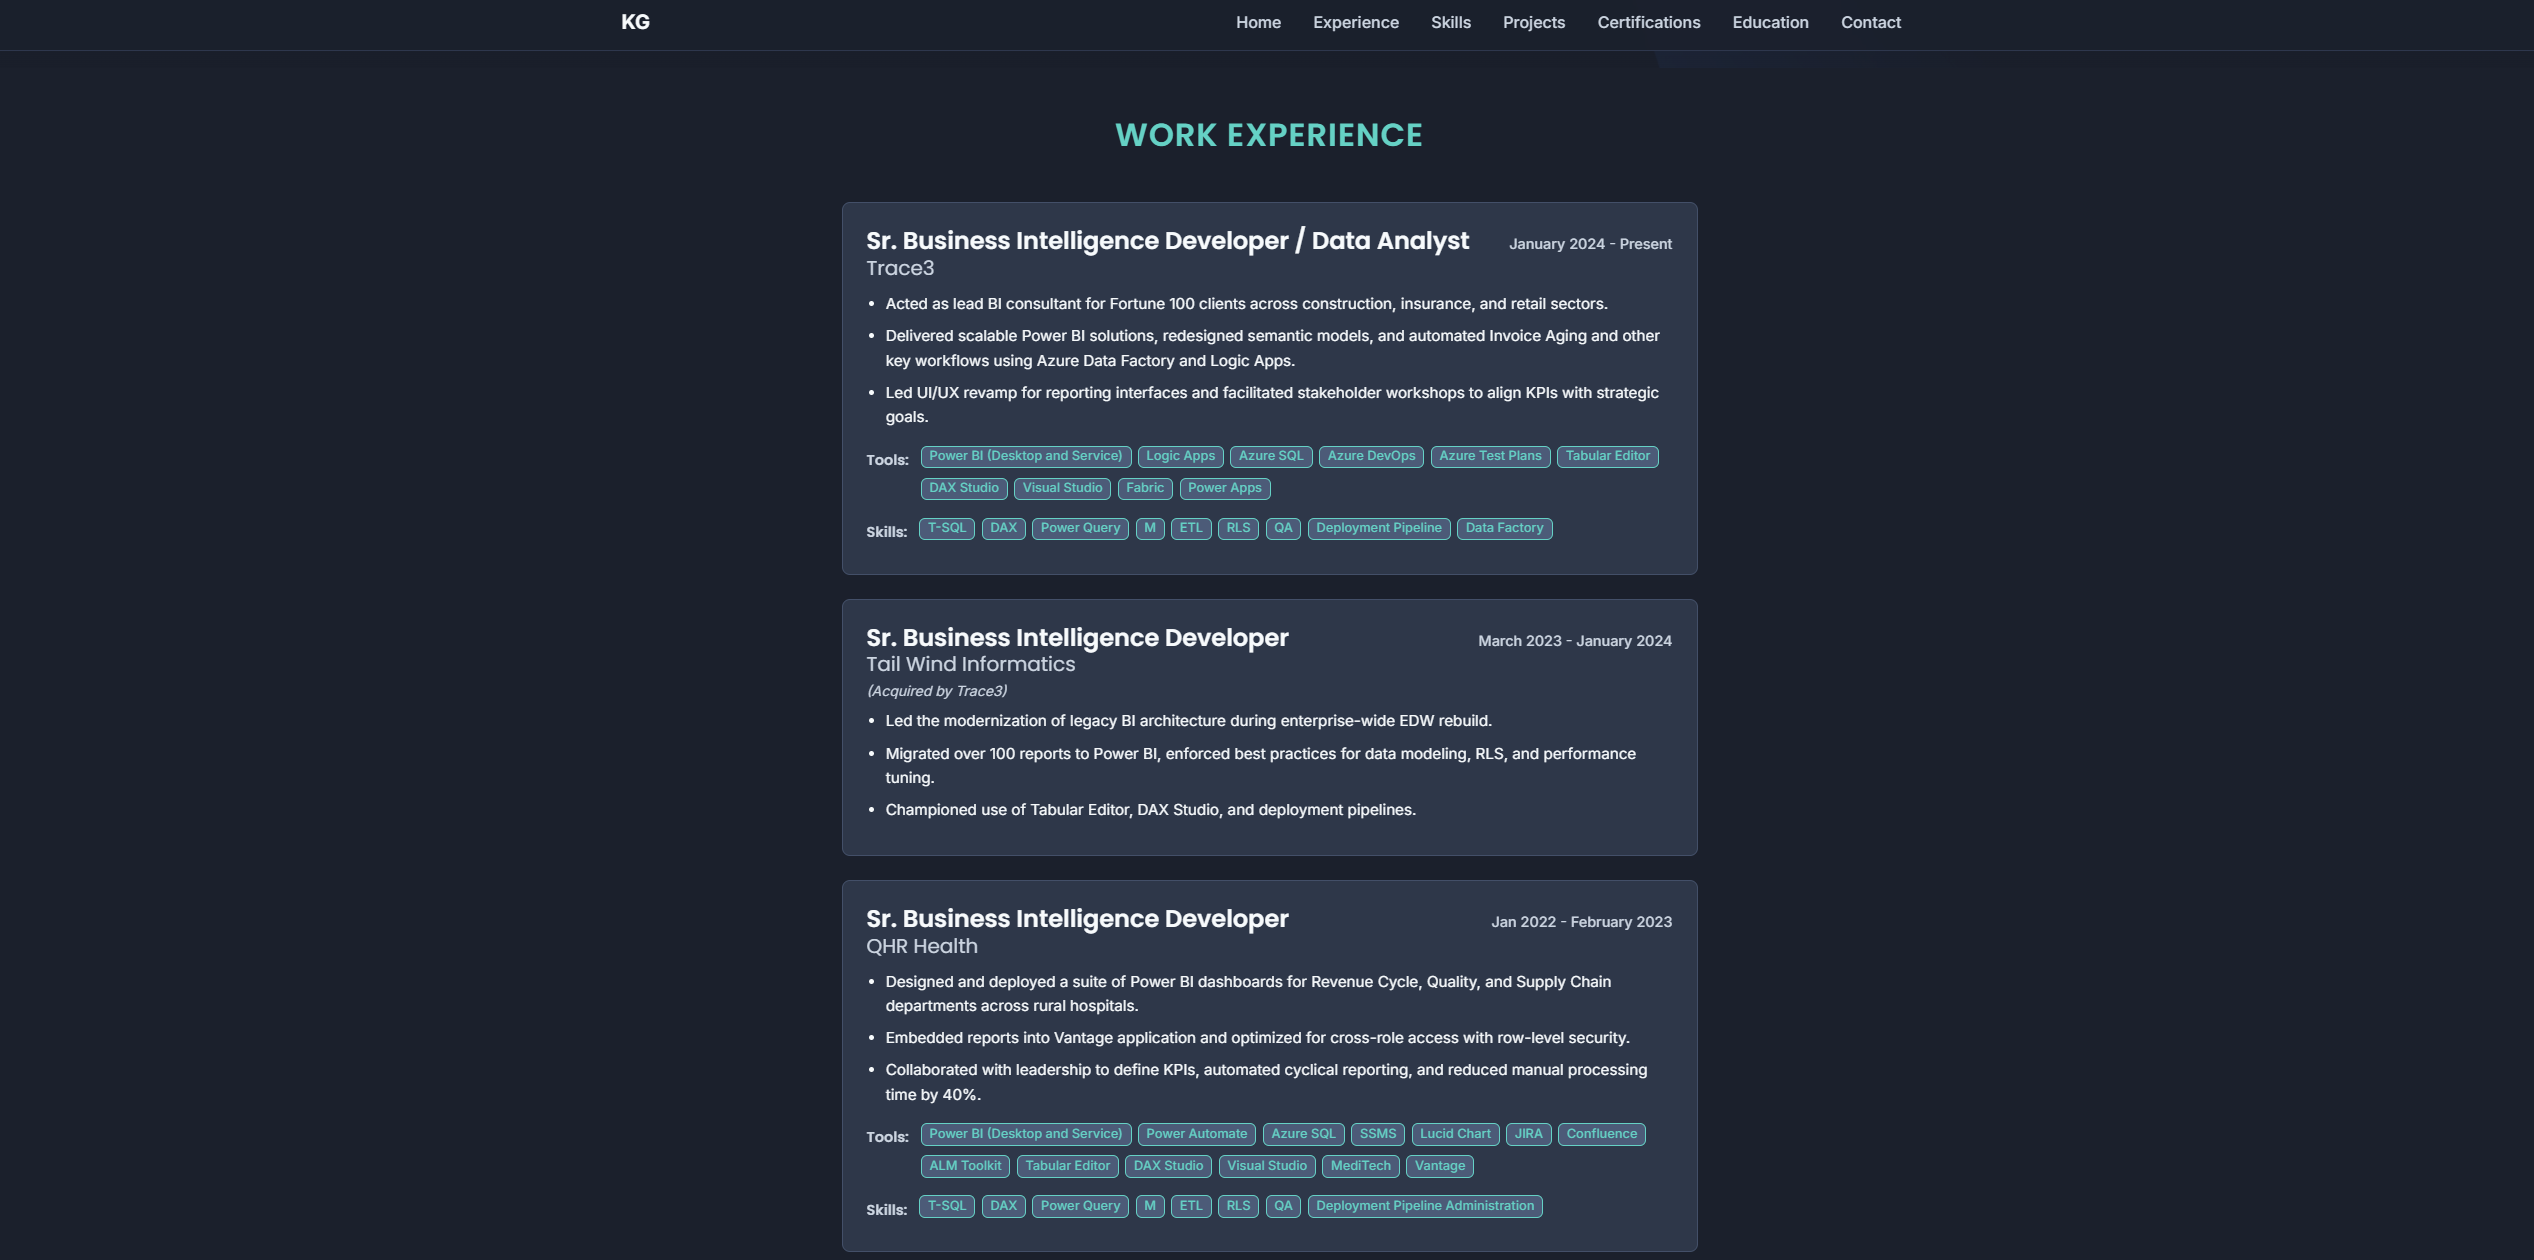 KG
Home Experience Skills Projects Certifications Education Contact
WORK EXPERIENCE
Sr. Business Intelligence Developer / Data Analyst
January 2024 - Present
Trace3
• Acted as lead BI consultant for Fortune 100 clients across construction, insurance, and retail sectors.
• Delivered scalable Power BI solutions, redesigned semantic models, and automated Invoice Aging and other
key workflows using Azure Data Factory and Logic Apps.
• Led UI/UX revamp for reporting interfaces and facilitated stakeholder workshops to align KPIs with strategic
goals.
Tools: Power BI (Desktop and Service) Logic Apps Azure SQL Azure DevOps Azure Test Plans Tabular Editor
DAX Studio Visual Studio Fabric Power Apps
Skills: T-SQL DAX Power Query M ETL RLS QA Deployment Pipeline Data Factory
Sr. Business Intelligence Developer
March 2023 - January 2024
Tail Wind Informatics
(Acquired by Trace3)
• Led the modernization of legacy BI architecture during enterprise-wide EDW rebuild.
• Migrated over 100 reports to Power BI, enforced best practices for data modeling, RLS, and performance
tuning.
• Championed use of Tabular Editor, DAX Studio, and deployment pipelines.
Sr. Business Intelligence Developer
Jan 2022 - February 2023
QHR Health
• Designed and deployed a suite of Power BI dashboards for Revenue Cycle, Quality, and Supply Chain
departments across rural hospitals.
• Embedded reports into Vantage application and optimized for cross-role access with row-level security.
• Collaborated with leadership to define KPIs, automated cyclical reporting, and reduced manual processing
time by 40%.
Tools: Power BI (Desktop and Service) Power Automate Azure SQL SSMS Lucid Chart JIRA Confluence
ALM Toolkit Tabular Editor DAX Studio Visual Studio MediTech Vantage
Skills: T-SQL DAX Power Query M ETL RLS QA Deployment Pipeline Administration